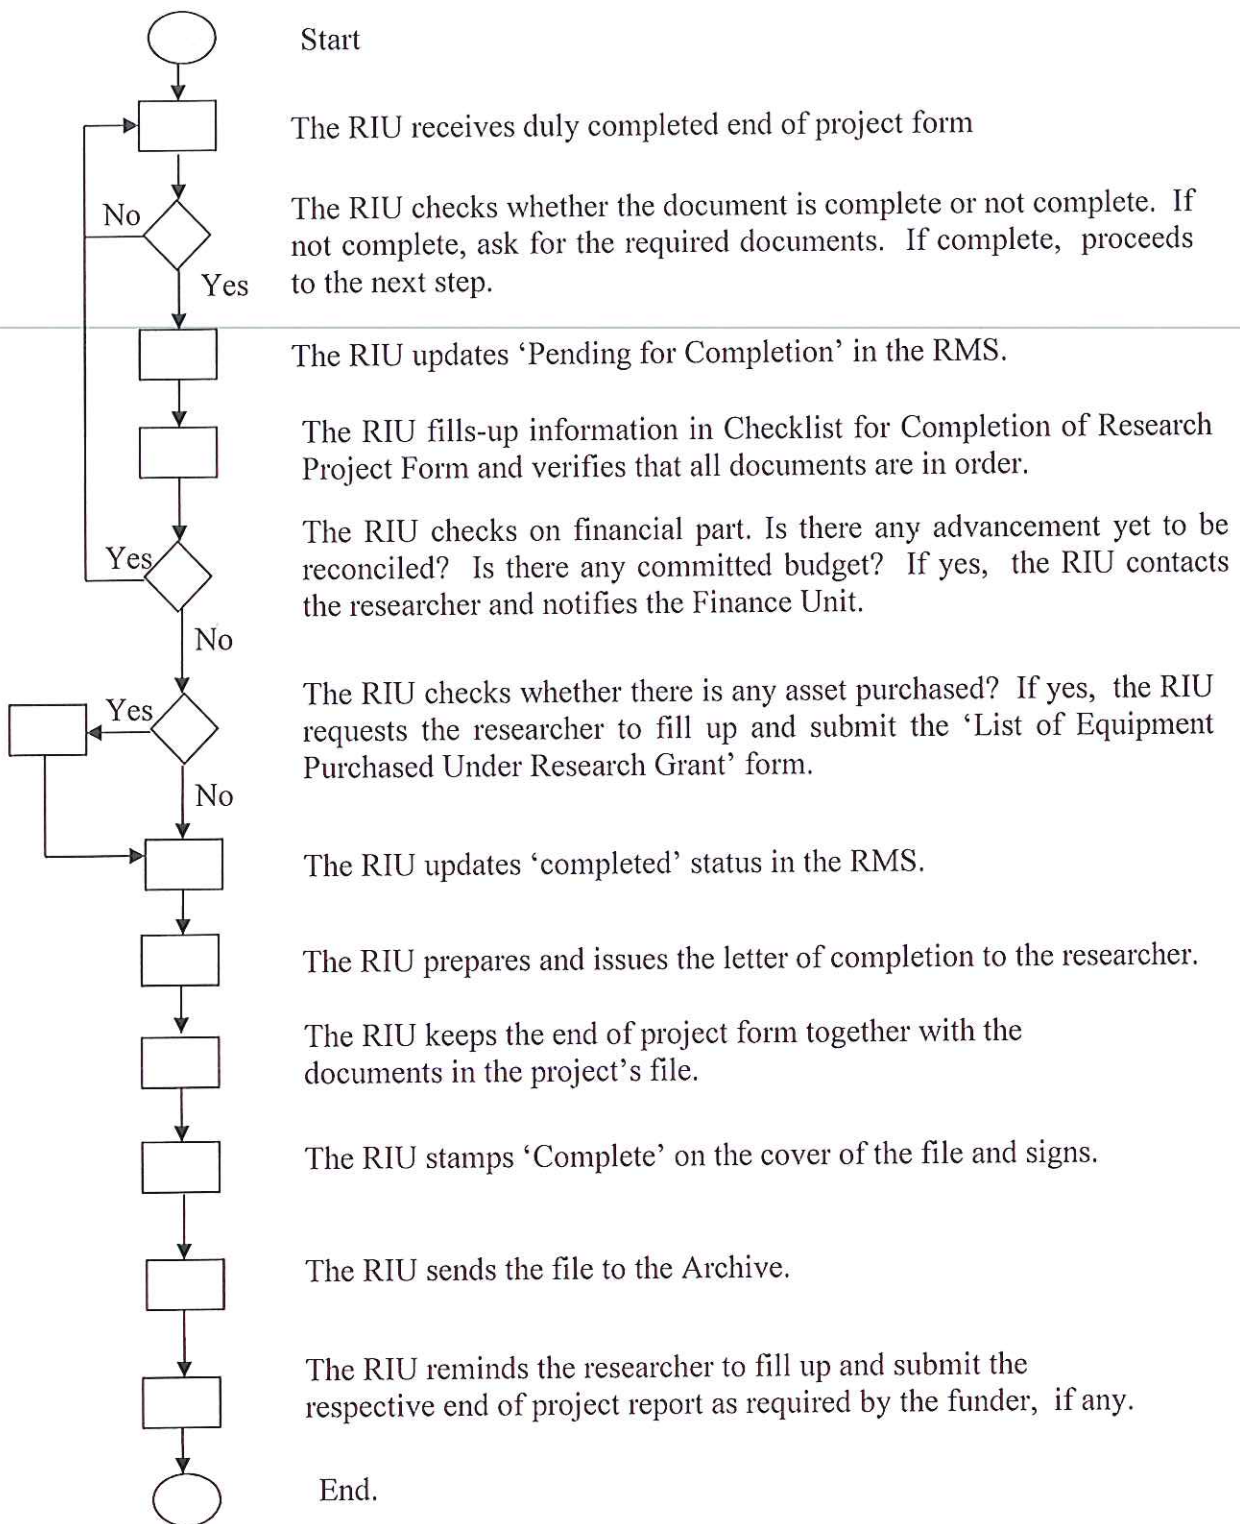 Start
The RIU receives duly completed end of project form
No
The RIU checks whether the document is complete or not complete. If
not complete, ask for the required documents. If complete, proceeds
Yes
to the next step.
The RIU updates ‘Pending for Completion’ in the RMS.
The RIU fills-up information in Checklist for Completion of Research
Project Form and verifies that all documents are in order.
The RIU checks on financial part. Is there any advancement yet to be
Yes
reconciled? Is there any committed budget? If yes, the RIU contacts
the researcher and notifies the Finance Unit.
No
The RIU checks whether there is any asset purchased? If yes, the RIU
Yes
requests the researcher to fill up and submit the ‘List of Equipment
Purchased Under Research Grant’ form.
No
The RIU updates ‘completed’ status in the RMS.
The RIU prepares and issues the letter of completion to the researcher.
The RIU keeps the end of project form together with the
documents in the project’s file.
The RIU stamps ‘Complete’ on the cover of the file and signs.
The RIU sends the file to the Archive.
The RIU reminds the researcher to fill up and submit the
respective end of project report as required by the funder, if any.
End.